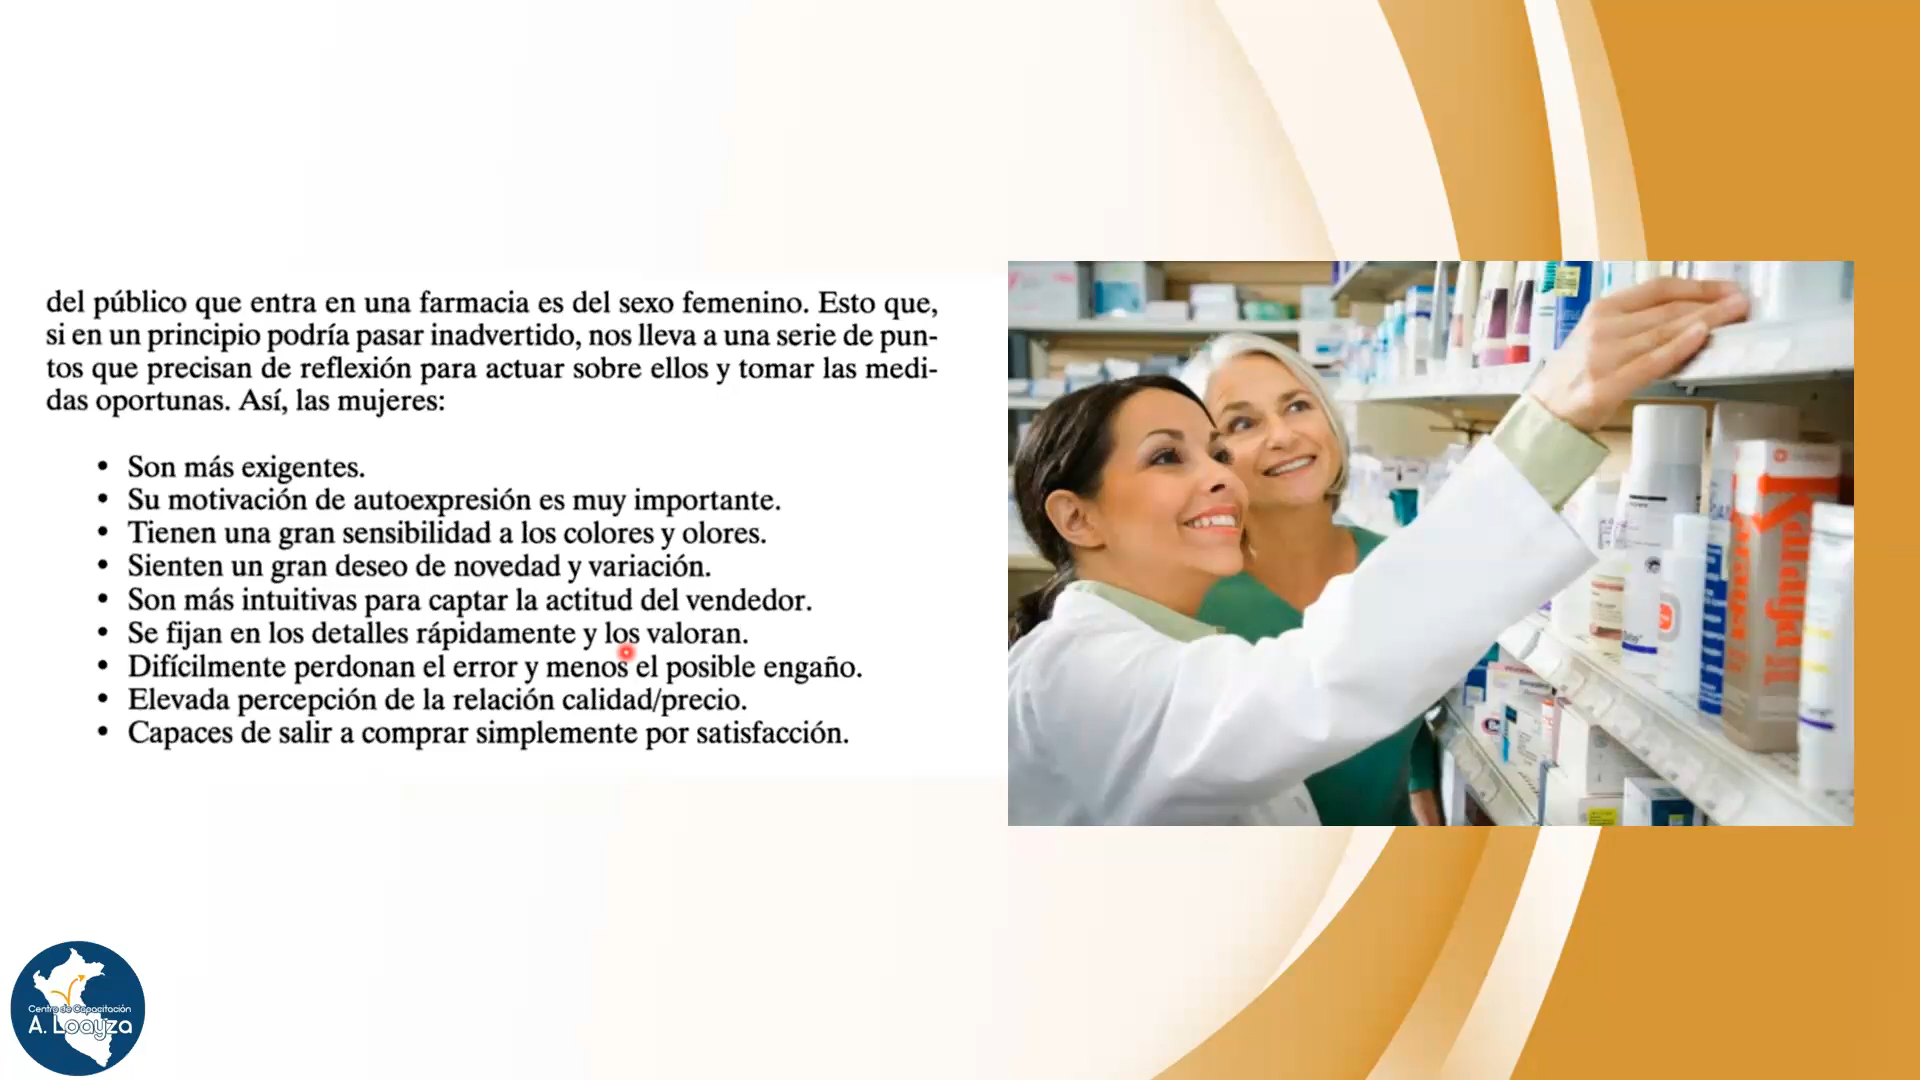 del público que entra en una farmacia es del sexo femenino. Esto que,
si en un principio podría pasar inadvertido, nos lleva a una serie de pun-
tos que precisan de reflexión para actuar sobre ellos y tomar las medi-
das oportunas. Así, las mujeres:
• Son más exigentes.
• Su motivación de autoexpresión es muy importante.
• Tienen una gran sensibilidad a los colores y olores.
• Sienten un gran deseo de novedad y variación.
• Son más intuitivas para captar la actitud del vendedor.
• Se fijan en los detalles rápidamente y los valoran.
• Difícilmente perdonan el error y menos el posible engaño.
• Elevada percepción de la relación calidad/precio.
• Capaces de salir a comprar simplemente por satisfacción.
Centro de Capacitación
A. Loayza